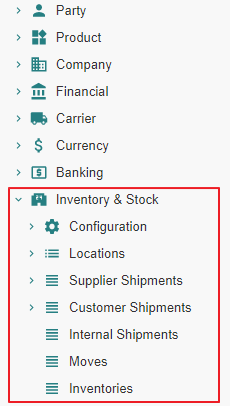 Party
Product
Company
Financial
Carrier
Currency
Banking
Inventory & Stock
Configuration
Locations
Supplier Shipments
Customer Shipments
Internal Shipments
Moves
Inventories